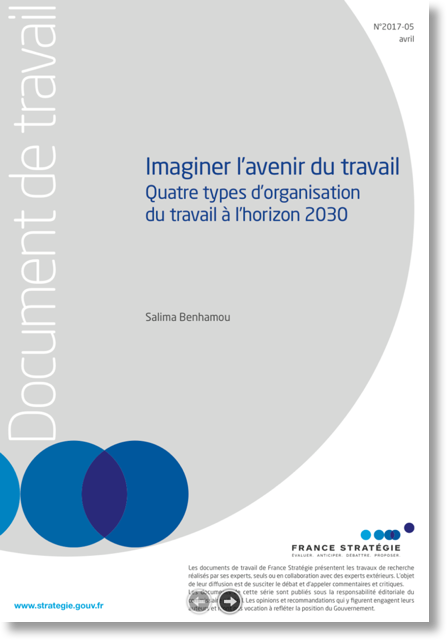 N°2017-05
avril
Document de travail
Imaginer l'avenir du travail
Quatre types d'organisation
du travail à l'horizon 2030
Salima Benhamou
FRANCE STRATÉGIE
ÉVALUER. ANTICIPER. DÉBATTRE. PROPOSER.
Les documents de travail de France Stratégie présentent les travaux de recherche
réalisés par ses experts, seuls ou en collaboration avec des experts extérieurs. L'objet
de leur diffusion est de susciter le débat et d'appeler commentaires et critiques.
Les cette série sont publiés sous la responsabilité éditoriale du
Les opinions et recommandations qui y figurent engagent leurs
vocation à refléter la position du Gouvernement.
www.strategie.gouv.fr